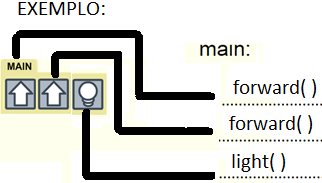 EXEMPLO:
main:
MAIN
forward( )
forward( )
light( )